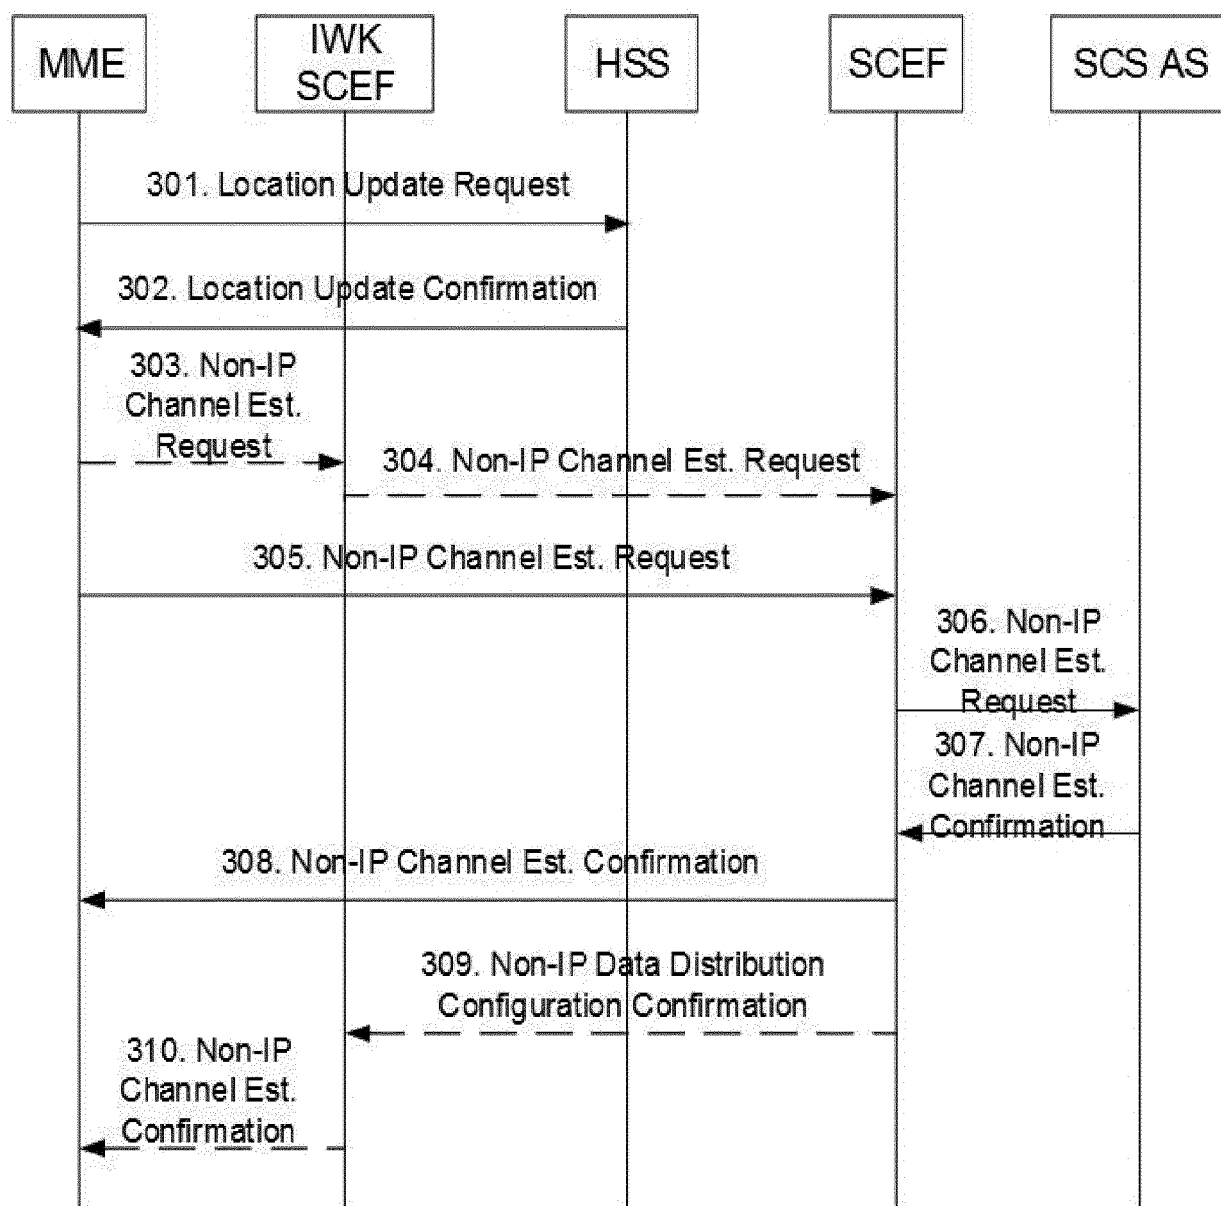 MME
IWK
SCEF
HSS
SCEF
SCS AS
301. Location Update Request
302. Location Update Confirmation
303. Non-IP
Channel Est.
Request
304. Non-IP Channel Est. Request
305. Non-IP Channel Est. Request
306. Non-IP
Channel Est.
Request
307. Non-IP
Channel Est.
Confirmation
308. Non-IP Channel Est. Confirmation
309. Non-IP Data Distribution
Configuration Confirmation
310. Non-IP
Channel Est.
Confirmation